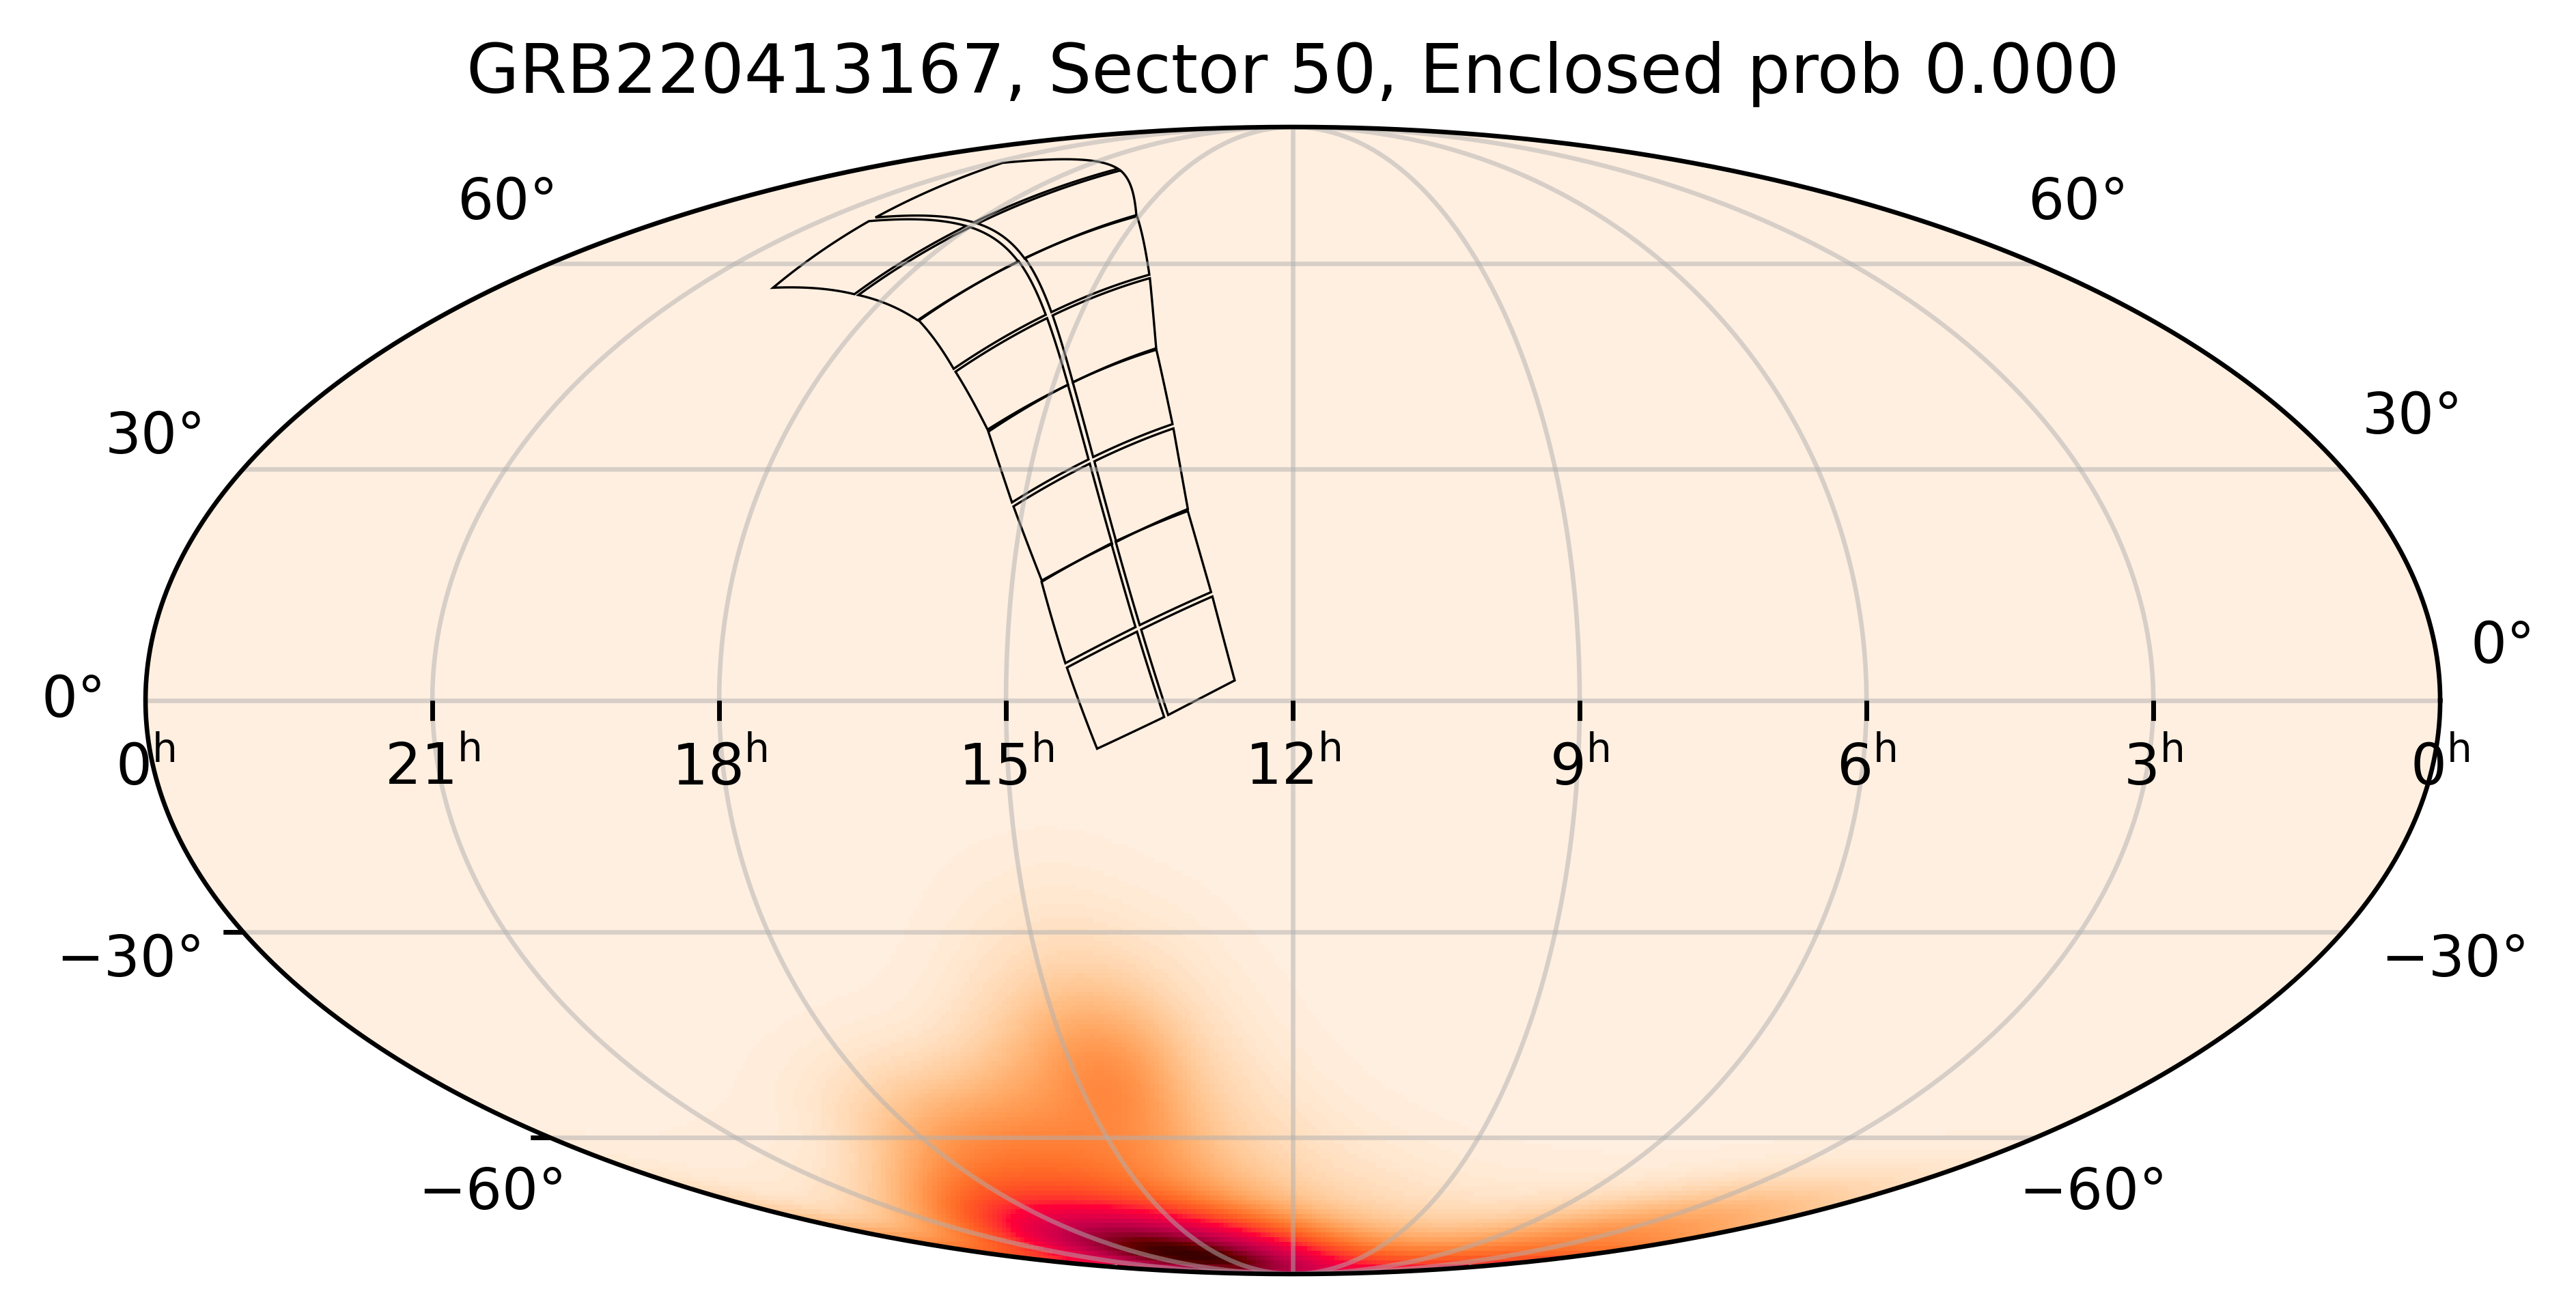 GRB220413167, Sector 50, Enclosed prob 0.000
60° 60°
30° 30°
0° 0°
0ʰ 21ʰ 18ʰ 15ʰ 12ʰ 9ʰ 6ʰ 3ʰ 0ʰ
−30° −30°
−60° −60°